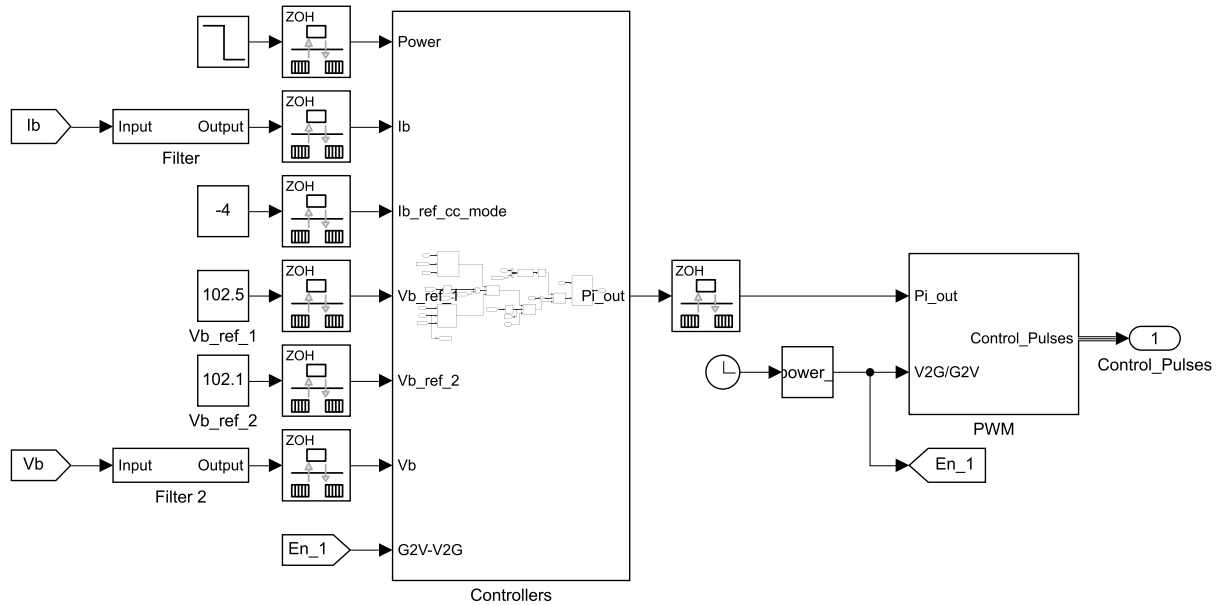 ZOH
Power
Ib
Input Output
Filter
ZOH
Ib
-4
ZOH
Ib_ref_cc_mode
102.5
Vb_ref_1
ZOH
Vb_ref_1
Pi_out
ZOH
Pi_out
Control_Pulses
1
Control_Pulses
102.1
Vb_ref_2
ZOH
Vb_ref_2
power_
V2G/G2V
PWM
Vb
Input Output
Filter 2
ZOH
Vb
En_1
En_1
G2V-V2G
Controllers